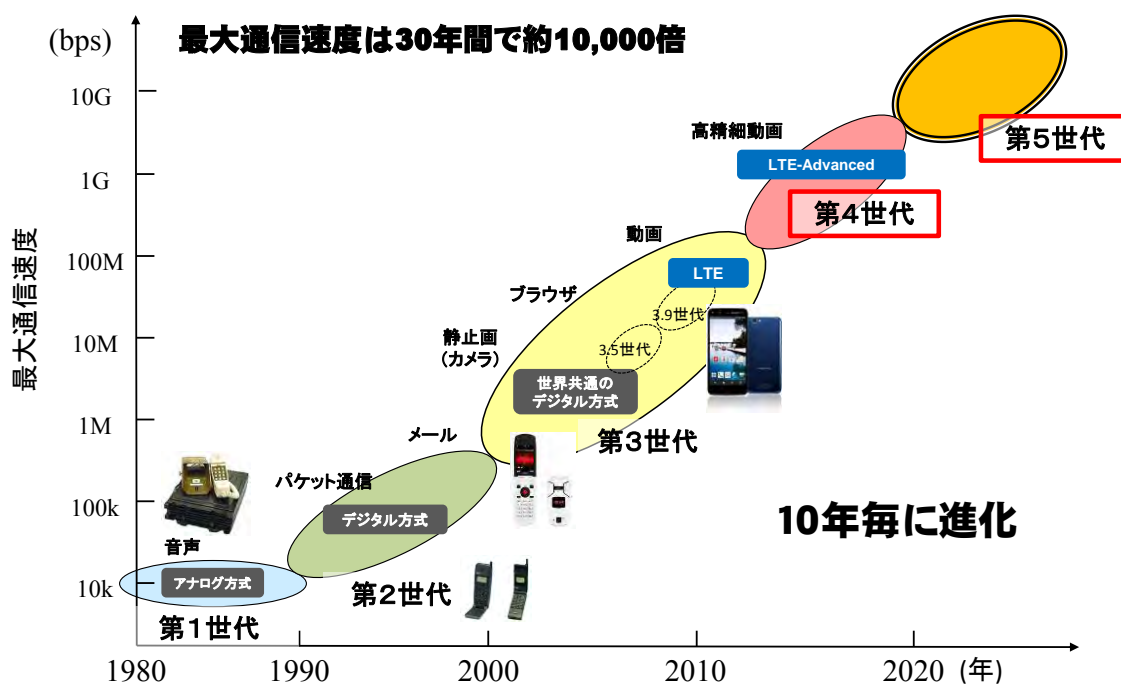 (bps)
最大通信速度は30年間で約10,000倍
10G
高精細動画
第５世代
LTE-Advanced
1G
第４世代
最大通信速度
動画
100M
LTE
ブラウザ
3.9世代
静止画
（カメラ）
10M
3.5世代
世界共通の
デジタル方式
1M
メール
第３世代
パケット通信
100k
デジタル方式
10年毎に進化
音声
10k
アナログ方式
第２世代
第１世代
1980
1990
2000
2010
2020
(年)